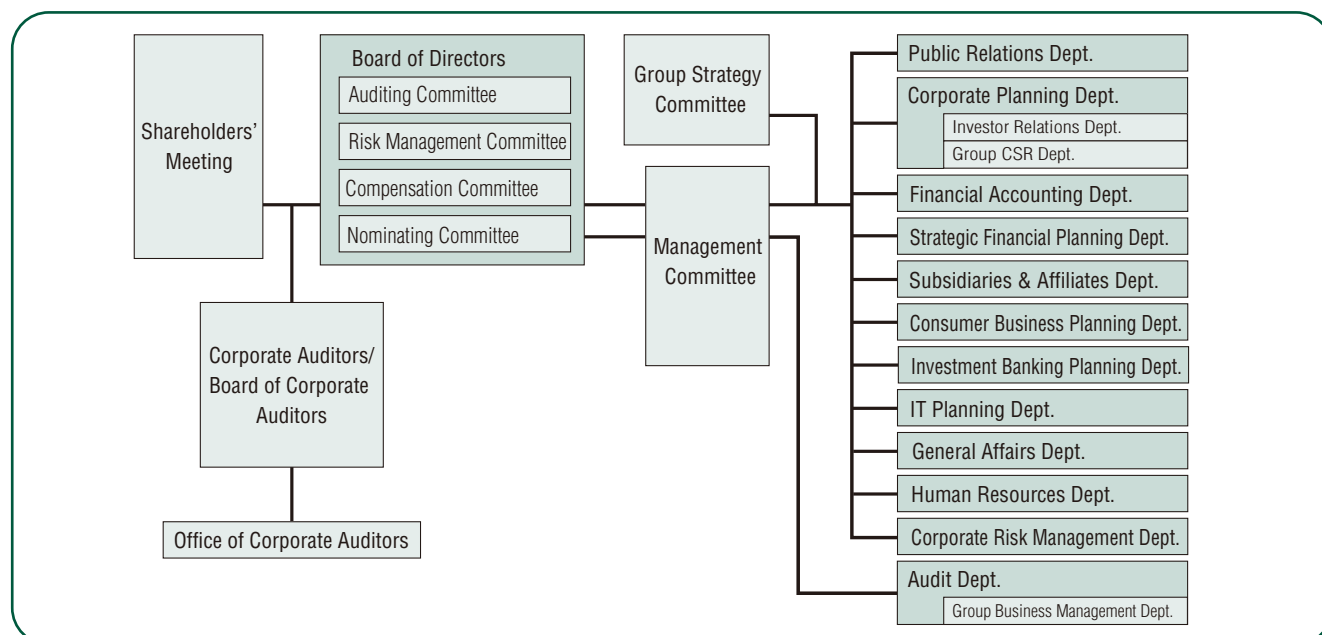 Shareholders'
Meeting
Board of Directors
Auditing Committee
Risk Management Committee
Compensation Committee
Nominating Committee
Corporate Auditors/
Board of Corporate
Auditors
Office of Corporate Auditors
Group Strategy
Committee
Management
Committee
Public Relations Dept.
Corporate Planning Dept.
Investor Relations Dept.
Group CSR Dept.
Financial Accounting Dept.
Strategic Financial Planning Dept.
Subsidiaries & Affiliates Dept.
Consumer Business Planning Dept.
Investment Banking Planning Dept.
IT Planning Dept.
General Affairs Dept.
Human Resources Dept.
Corporate Risk Management Dept.
Audit Dept.
Group Business Management Dept.